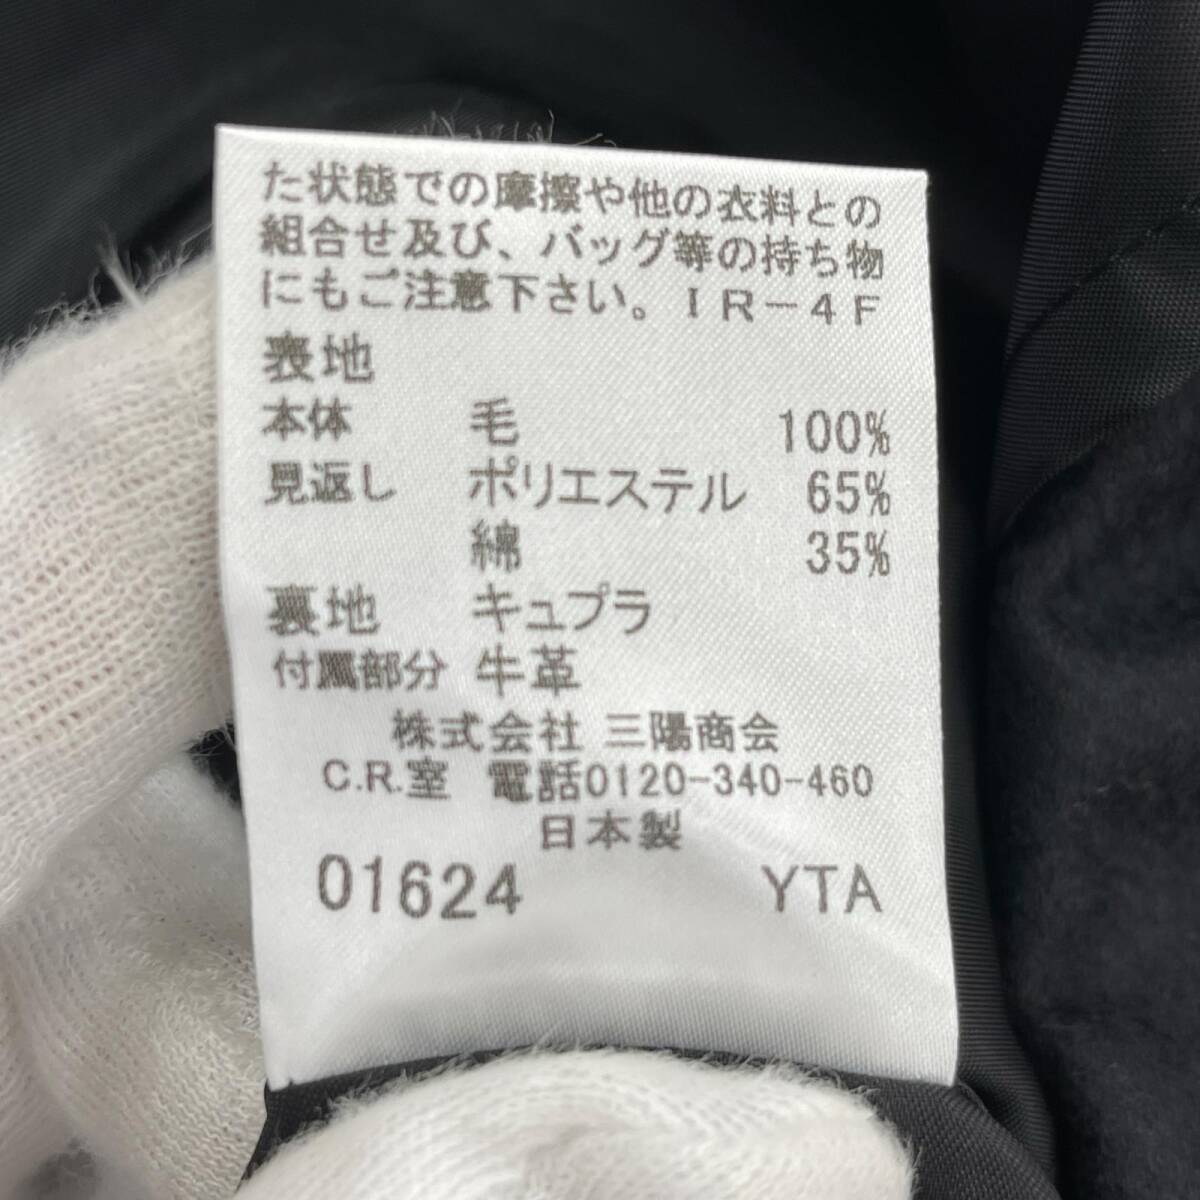 た状態での摩擦や他の衣料との
組合せ及び、バッグ等の持ち物
にもご注意下さい。ＩＲ－４Ｆ
表地
本体 毛 100%
見返し ポリエステル 65%
綿 35%
裏地 キュプラ
付属部分 牛革
株式会社 三陽商会
C.R.室 電話0120-340-460
日本製
01624 YTA